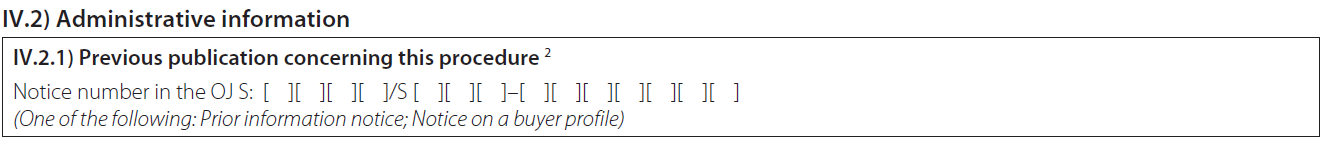 IV.2) Administrative information
IV.2.1) Previous publication concerning this procedure 2
Notice number in the OJ S: [ ][ ][ ][ ]/S [ ][ ][ ]–[ ][ ][ ][ ][ ][ ][ ]
(One of the following: Prior information notice; Notice on a buyer profile)